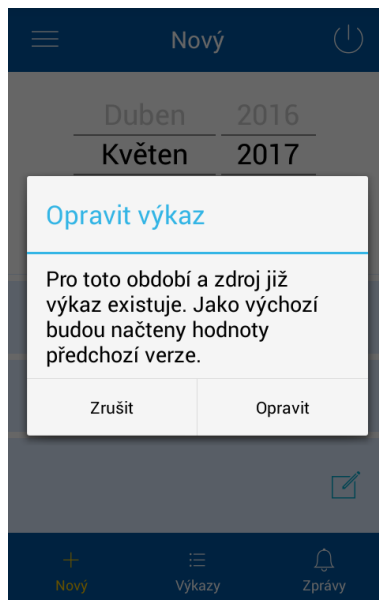 Nový
Duben 2016
Květen 2017
Opravit výkaz
Pro toto období a zdroj již
výkaz existuje. Jako výchozí
budou načteny hodnoty
předchozí verze.
Zrušit Opravit
Nový Výkazy Zprávy